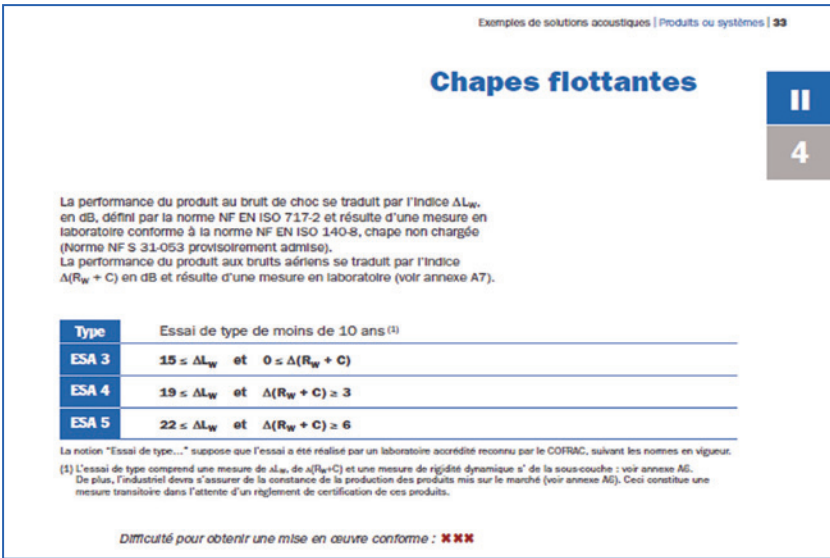 Exemples de solutions acoustiques | Produits ou systèmes | 33
Chapes flottantes
II
4
La performance du produit au bruit de choc se traduit par l'indice ΔLw,
en dB, défini par la norme NF EN ISO 717-2 et résulte d'une mesure en
laboratoire conforme à la norme NF EN ISO 140-8, chape non chargée
(Norme NF S 31-053 provisoirement admise).
La performance du produit aux bruits aériens se traduit par l'indice
Δ(Rw + C) en dB et résulte d'une mesure en laboratoire (voir annexe A7).
Type Essai de type de moins de 10 ans (1)
ESA 3 15 ≤ ΔLw et 0 ≤ Δ(Rw + C)
ESA 4 19 ≤ ΔLw et Δ(Rw + C) ≥ 3
ESA 5 22 ≤ ΔLw et Δ(Rw + C) ≥ 6
La notion "Essai de type…" suppose que l'essai a été réalisé par un laboratoire accrédité reconnu par le COFRAC, suivant les normes en vigueur.
(1) L'essai de type comprend une mesure de ΔLw, de Δ(Rw+C) et une mesure de rigidité dynamique s' de la sous-couche : voir annexe A6.
De plus, l'industriel devra s'assurer de la constance de la production des produits mis sur le marché (voir annexe A6). Ceci constitue une
mesure transitoire dans l'attente d'un règlement de certification de ces produits.
Difficulté pour obtenir une mise en œuvre conforme : ✖✖✖